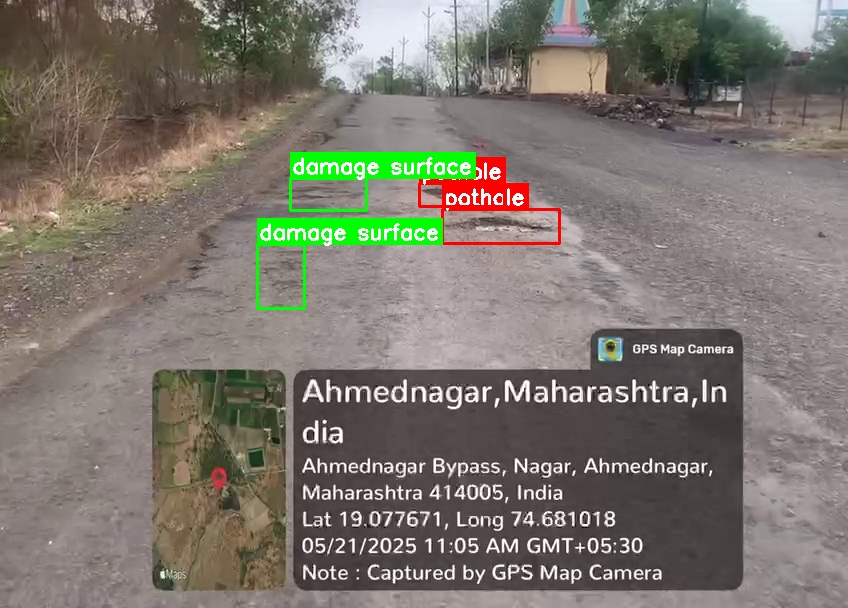 damage surface
pothole
pothole
damage surface
GPS Map Camera
Ahmednagar,Maharashtra,In
dia
Ahmednagar Bypass, Nagar, Ahmednagar,
Maharashtra 414005, India
Lat 19.077671, Long 74.681018
05/21/2025 11:05 AM GMT+05:30
Note : Captured by GPS Map Camera
Maps